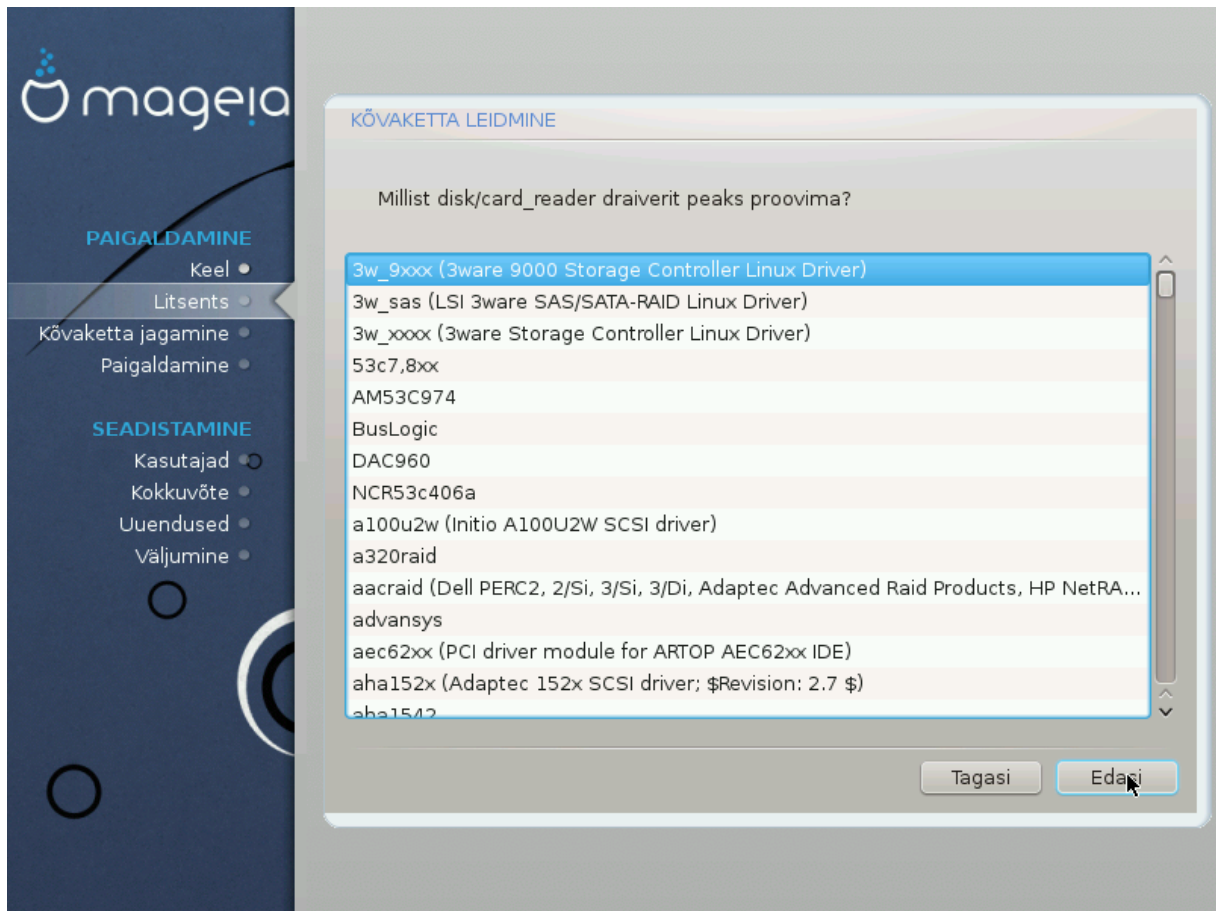 mageia
PAIGALDAMINE
Keel
Litsents
Kõvaketta jagamine
Paigaldamine
SEADISTAMINE
Kasutajad
Kokkuvõte
Uuendused
Väljumine
KÕVAKETTA LEIDMINE
Millist disk/card_reader draiverit peaks proovima?
3w_9xxx (3ware 9000 Storage Controller Linux Driver)
3w_sas (LSI 3ware SAS/SATA-RAID Linux Driver)
3w_xxxx (3ware Storage Controller Linux Driver)
53c7,8xx
AM53C974
BusLogic
DAC960
NCR53c406a
a100u2w (Initio A100U2W SCSI driver)
a320raid
aacraid (Dell PERC2, 2/Si, 3/Si, 3/Di, Adaptec Advanced Raid Products, HP NetRA...
advansys
aec62xx (PCI driver module for ARTOP AEC62xx IDE)
aha152x (Adaptec 152x SCSI driver; $Revision: 2.7 $)
aha1542
Tagasi
Edasi